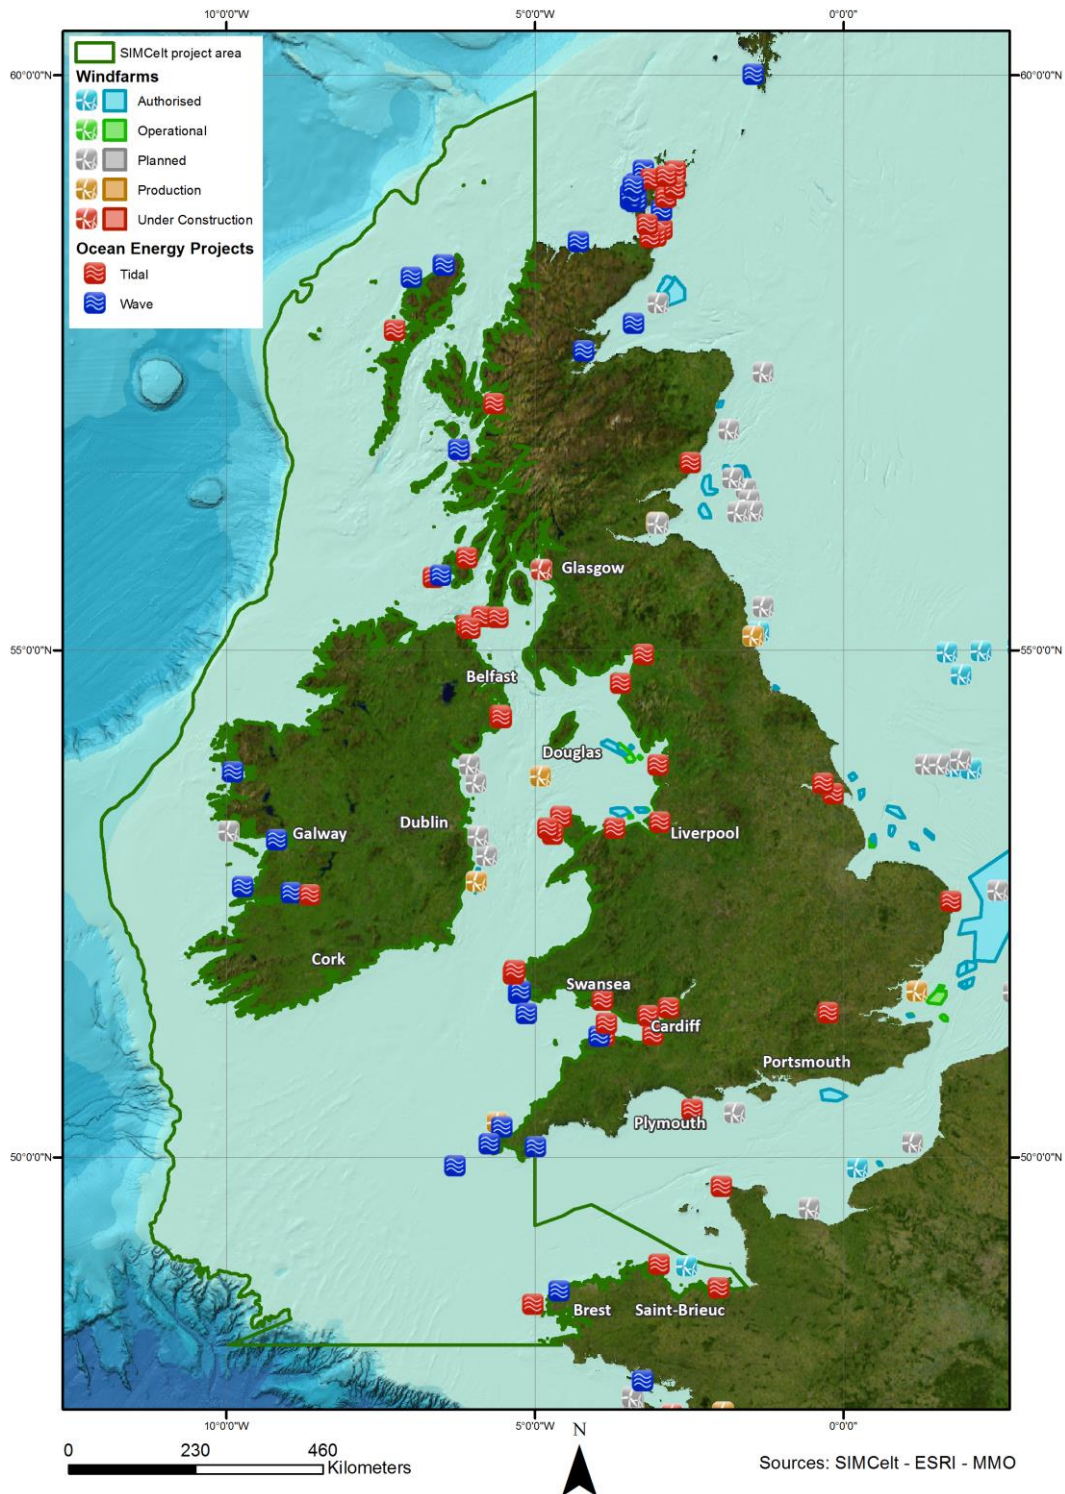 10°0'0"W 5°0'0"W 0°0'0"
SIMCelt project area
Windfarms
60°0'0"N 60°0'0"N
Authorised
Operational
Planned
Production
Under Construction
Ocean Energy Projects
Tidal
Wave
Glasgow
55°0'0"N 55°0'0"N
Belfast
Douglas
Dublin
Galway
Liverpool
Cork
Swansea
Cardiff
Portsmouth
Plymouth
50°0'0"N 50°0'0"N
Brest
Saint-Brieuc
10°0'0"W 5°0'0"W 0°0'0"
N
0 230 460
Kilometers
Sources: SIMCelt - ESRI - MMO